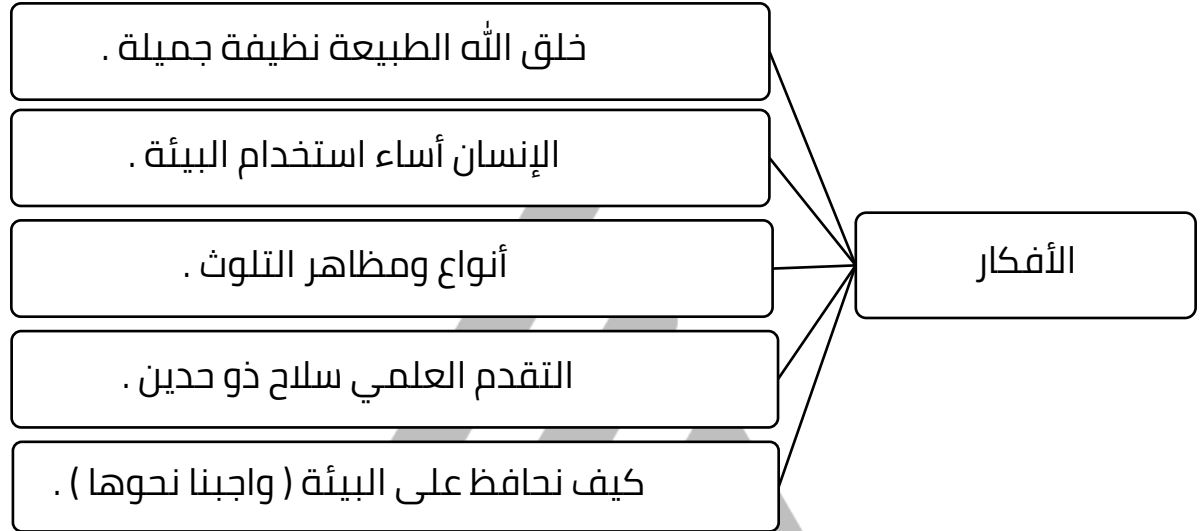 الأفكار
خلق الله الطبيعة نظيفة جميلة .
الإنسان أساء استخدام البيئة .
أنواع ومظاهر التلوث .
التقدم العلمي سلاح ذو حدين .
كيف نحافظ على البيئة ( واجبنا نحوها ) .